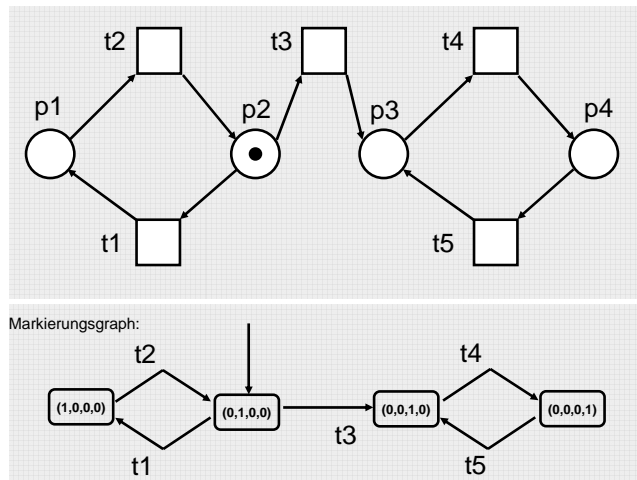 t2
t3
t4
p1
p2
p3
p4
t1
t5
Markierungsgraph:
t2
t4
(1,0,0,0)
(0,1,0,0)
(0,0,1,0)
(0,0,0,1)
t3
t1
t5